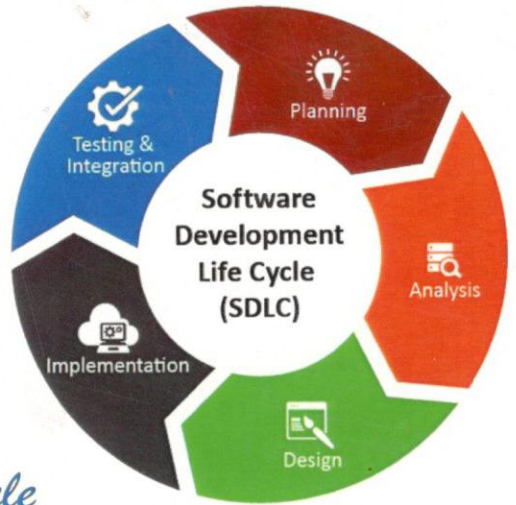 Planning
Testing &
Integration
Software
Development
Life Cycle
(SDLC)
Analysis
Implementation
Design